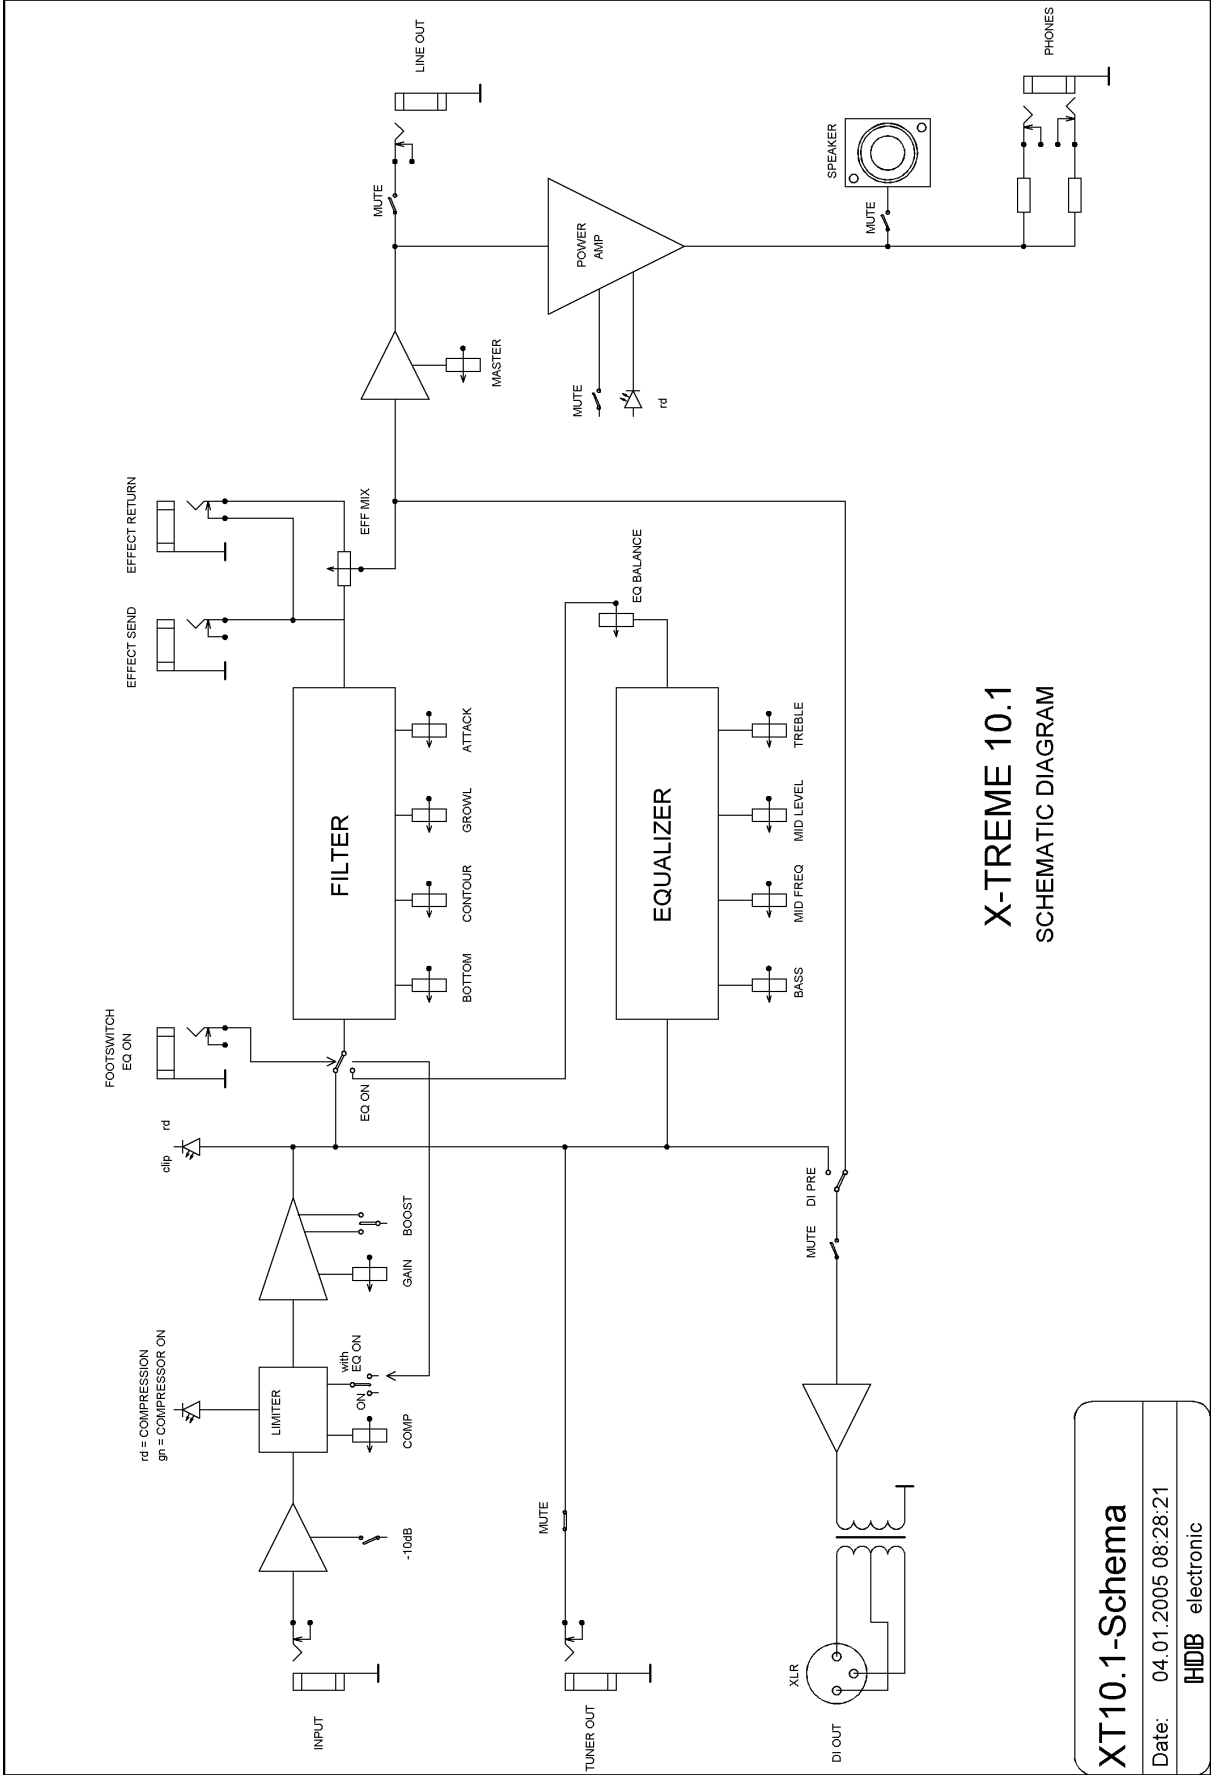 INPUT
-10dB
rd = COMPRESSION
gn = COMPRESSOR ON
LIMITER
COMP
ON
with
EQ ON
GAIN
BOOST
clip
rd
FOOTSWITCH
EQ ON
EQ ON
FILTER
BOTTOM
CONTOUR
GROWL
ATTACK
EFFECT SEND
EFFECT RETURN
EFF MIX
MASTER
MUTE
LINE OUT
TUNER OUT
MUTE
EQUALIZER
BASS
MID FREQ
MID LEVEL
TREBLE
EQ BALANCE
MUTE
rd
POWER
AMP
MUTE
SPEAKER
PHONES
DI OUT
XLR
MUTE
DI PRE
X-TREME 10.1
SCHEMATIC DIAGRAM
XT10.1-Schema
Date: 04.01.2005 08:28:21
HDB electronic